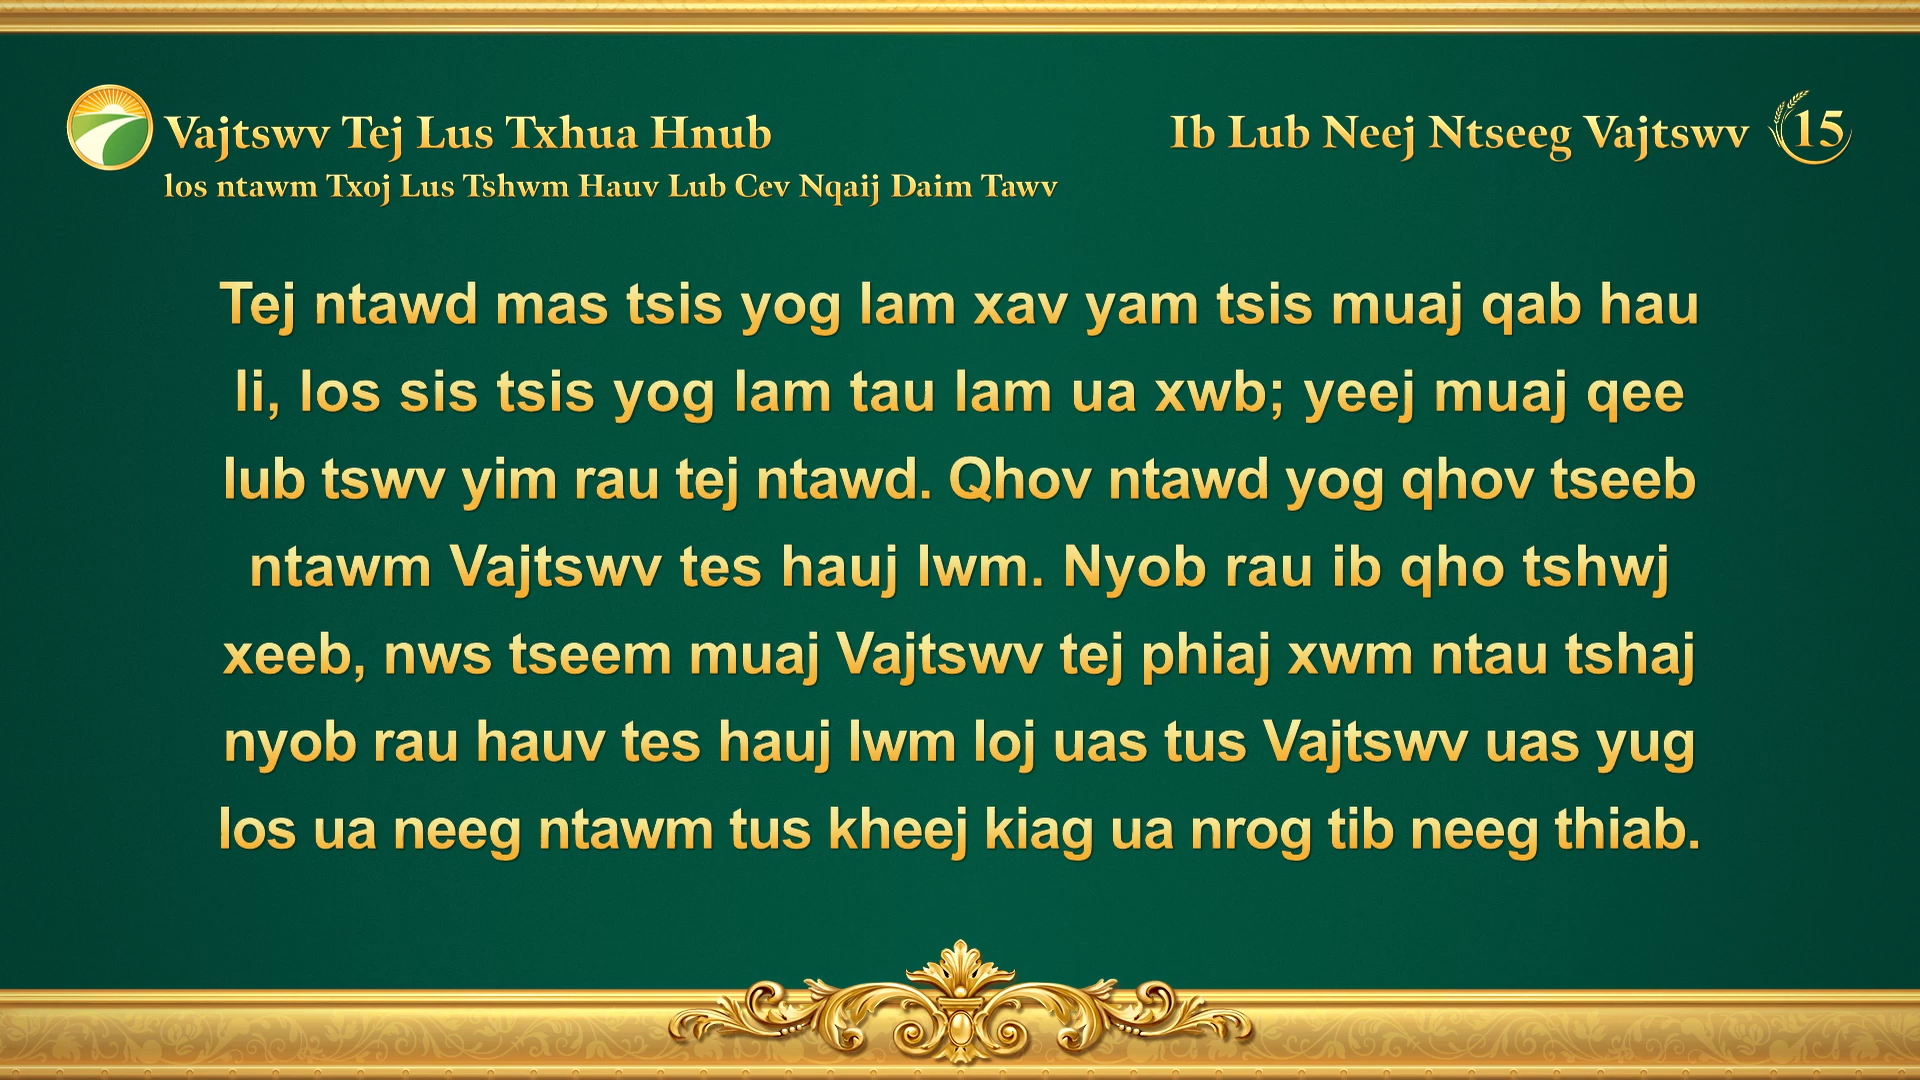 Vajtswv Tej Lus Txhua Hnub
los ntawm Txoj Lus Tshwm Hauv Lub Cev Nqaij Daim Tawv
Ib Lub Neej Ntseeg Vajtswv 15
Tej ntawd mas tsis yog lam xav yam tsis muaj qab hau
li, los sis tsis yog lam tau lam ua xwb; yeej muaj qee
lub tswv yim rau tej ntawd. Qhov ntawd yog qhov tseeb
ntawm Vajtswv tes hauj lwm. Nyob rau ib qho tshwj
xeeb, nws tseem muaj Vajtswv tej phiaj xwm ntau tshaj
nyob rau hauv tes hauj lwm loj uas tus Vajtswv uas yug
los ua neeg ntawm tus kheej kiag ua nrog tib neeg thiab.